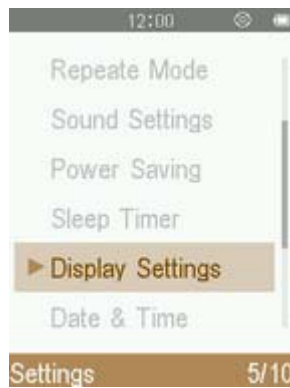 12:00
Repeate Mode
Sound Settings
Power Saving
Sleep Timer
Display Settings
Date & Time
Settings 5/10